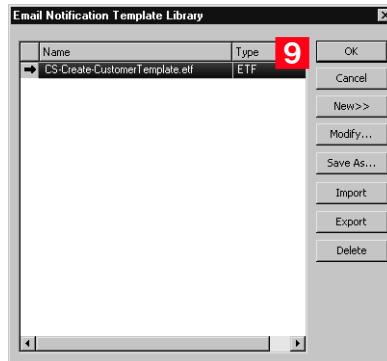 Email Notification Template Library
Name Type 9
CS-Create-CustomerTemplate.etf ETF
OK
Cancel
New>>
Modify...
Save As...
Import
Export
Delete